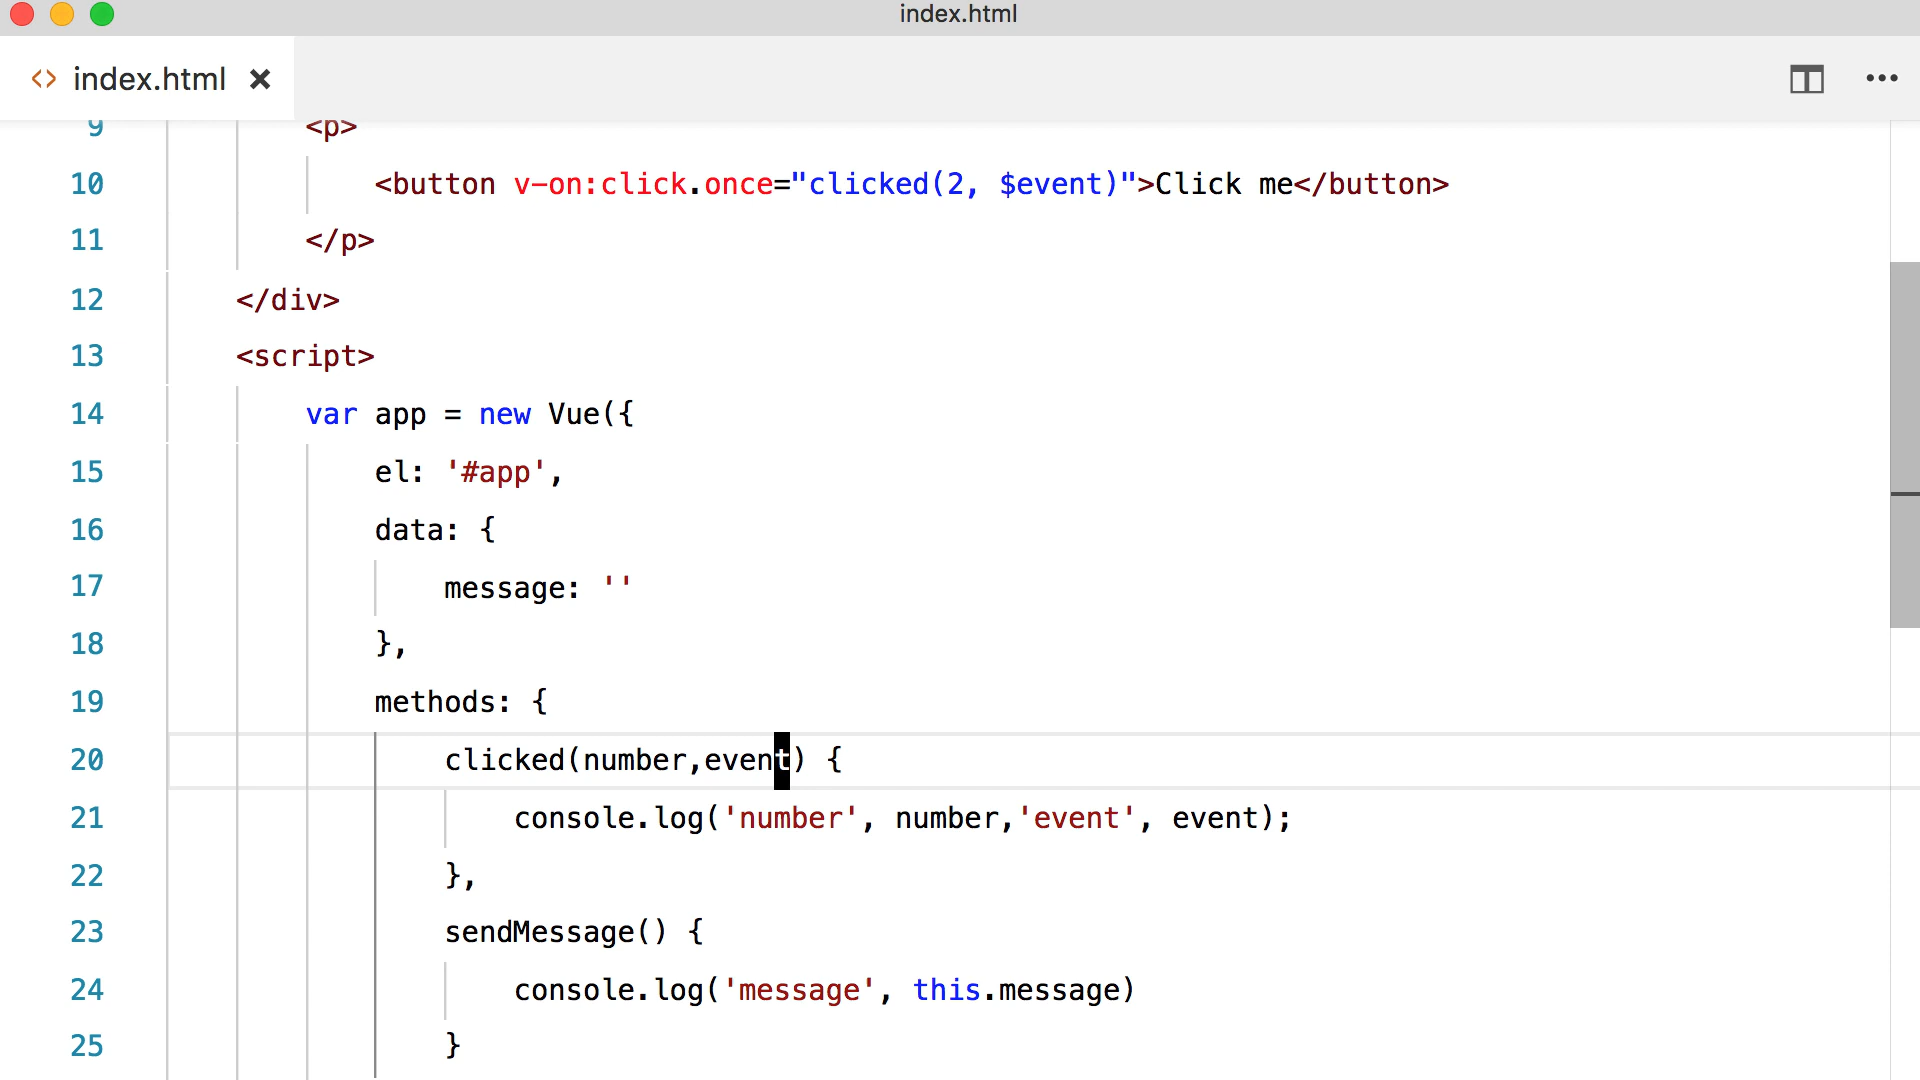 index.html
<> index.html ×
9 <p>
10 <button v-on:click.once="clicked(2, $event)">Click me</button>
11 </p>
12 </div>
13 <script>
14 var app = new Vue({
15 el: '#app',
16 data: {
17 message: ''
18 },
19 methods: {
20 clicked(number,event) {
21 console.log('number', number,'event', event);
22 },
23 sendMessage() {
24 console.log('message', this.message)
25 }